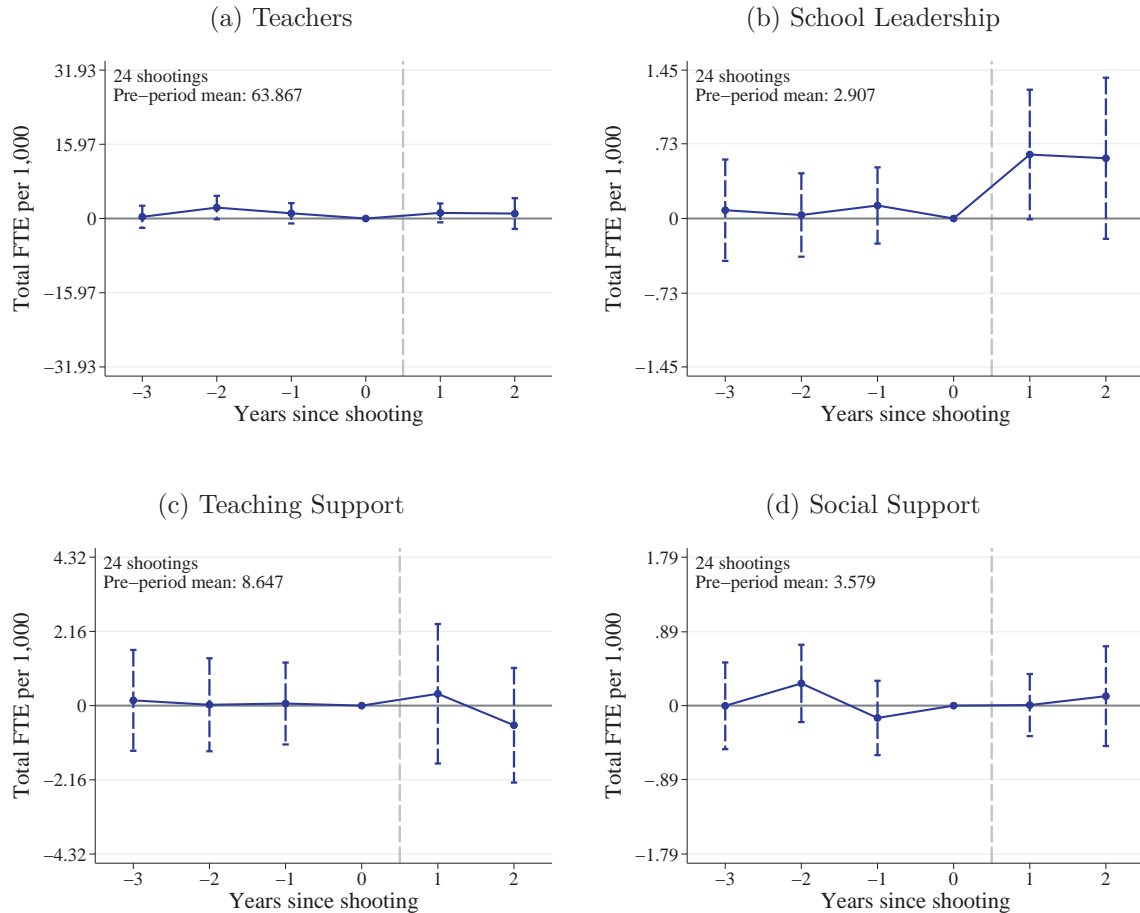 (a) Teachers
24 shootings
Pre−period mean: 63.867
Total FTE per 1,000
31.93
15.97
0
−15.97
−31.93
−3 −2 −1 0 1 2
Years since shooting
(b) School Leadership
24 shootings
Pre−period mean: 2.907
Total FTE per 1,000
1.45
.73
0
−.73
−1.45
−3 −2 −1 0 1 2
Years since shooting
(c) Teaching Support
24 shootings
Pre−period mean: 8.647
Total FTE per 1,000
4.32
2.16
0
−2.16
−4.32
−3 −2 −1 0 1 2
Years since shooting
(d) Social Support
24 shootings
Pre−period mean: 3.579
Total FTE per 1,000
1.79
.89
0
−.89
−1.79
−3 −2 −1 0 1 2
Years since shooting